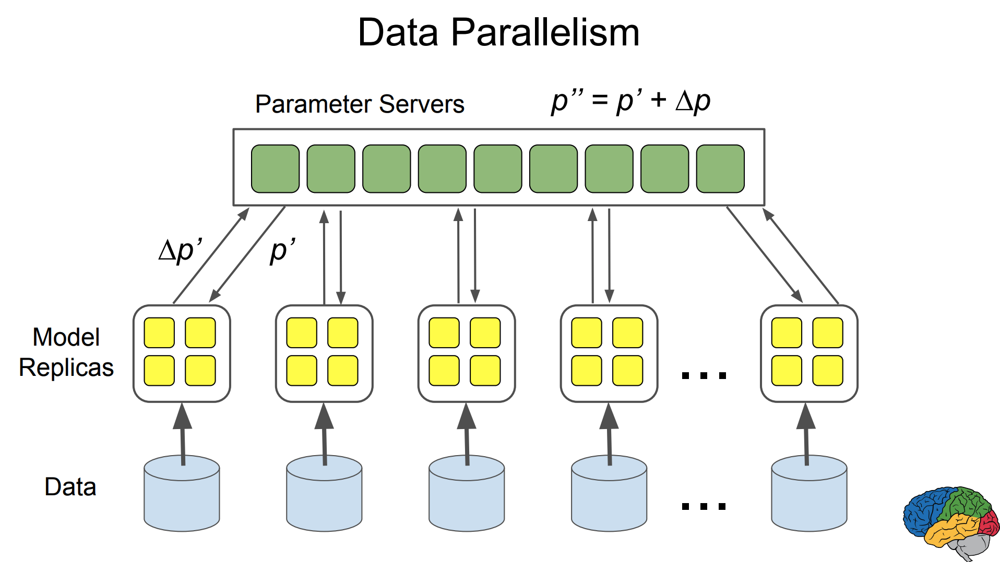 Data Parallelism
Parameter Servers
p’’ = p’ + ∆p
∆p’
p’
Model
Replicas
...
Data
...